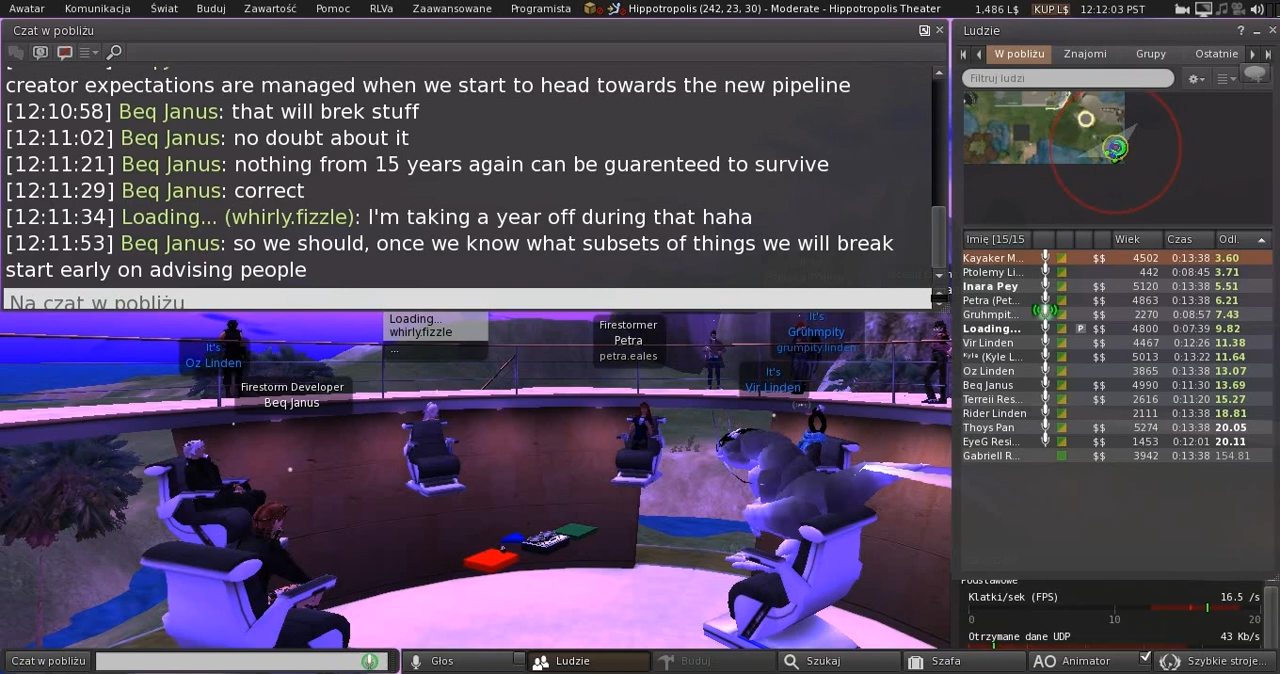 Awatar Komunikacja Świat Buduj Zawartość Pomoc RLVa Zaawansowane Programista Hippotropolis (242, 23, 30) - Moderate - Hippotropolis Theater 1,486 L$ KUP L$ 12:12:03 PST
Czat w pobliżu
creator expectations are managed when we start to head towards the new pipeline
[12:10:58] Beq Janus: that will brek stuff
[12:11:02] Beq Janus: no doubt about it
[12:11:21] Beq Janus: nothing from 15 years again can be guarenteed to survive
[12:11:29] Beq Janus: correct
[12:11:34] Loading... (whirly.fizzle): I'm taking a year off during that haha
[12:11:53] Beq Janus: so we should, once we know what subsets of things we will break
start early on advising people
Na czat w pobliżu
Loading...
whirly.fizzle
...
It's
Oz Linden
Firestorm Developer
Beq Janus
Firestormer
Petra
petra.eales
It's
Gruhmpity
grumpity.linden
It's
Vir Linden
Ludzie
W pobliżu Znajomi Grupy Ostatnie
Filtruj ludzi
Imię [15/15 Wiek Czas Odl.
Kayaker M... $$ 4502 0:13:38 3.60
Ptolemy Li... 442 0:08:45 3.71
Inara Pey $$ 5120 0:13:38 5.51
Petra (Pet... $$ 4863 0:13:38 6.21
Gruhmpit... $$ 2270 0:08:57 7.43
Loading... P $$ 4800 0:07:39 9.82
Vir Linden $$ 4467 0:12:26 11.38
ᴷʸˡᵉ (Kyle L... $$ 5013 0:13:22 11.64
Oz Linden 3865 0:13:38 13.07
Beq Janus $$ 4990 0:11:30 13.69
Terreii Res... $$ 2616 0:11:20 15.27
Rider Linden 2111 0:13:38 18.81
Thoys Pan $$ 5274 0:13:38 20.05
EyeG Resi... $$ 1453 0:12:01 20.11
Gabriell R... $$ 3942 0:13:38 154.81
Podstawowe
Klatki/sek (FPS) 16.5 /s
0 10 20
Otrzymane dane UDP 43 Kb/s
Czat w pobliżu Głos Ludzie Buduj Szukaj Szafa AO Animator Szybkie stroje...